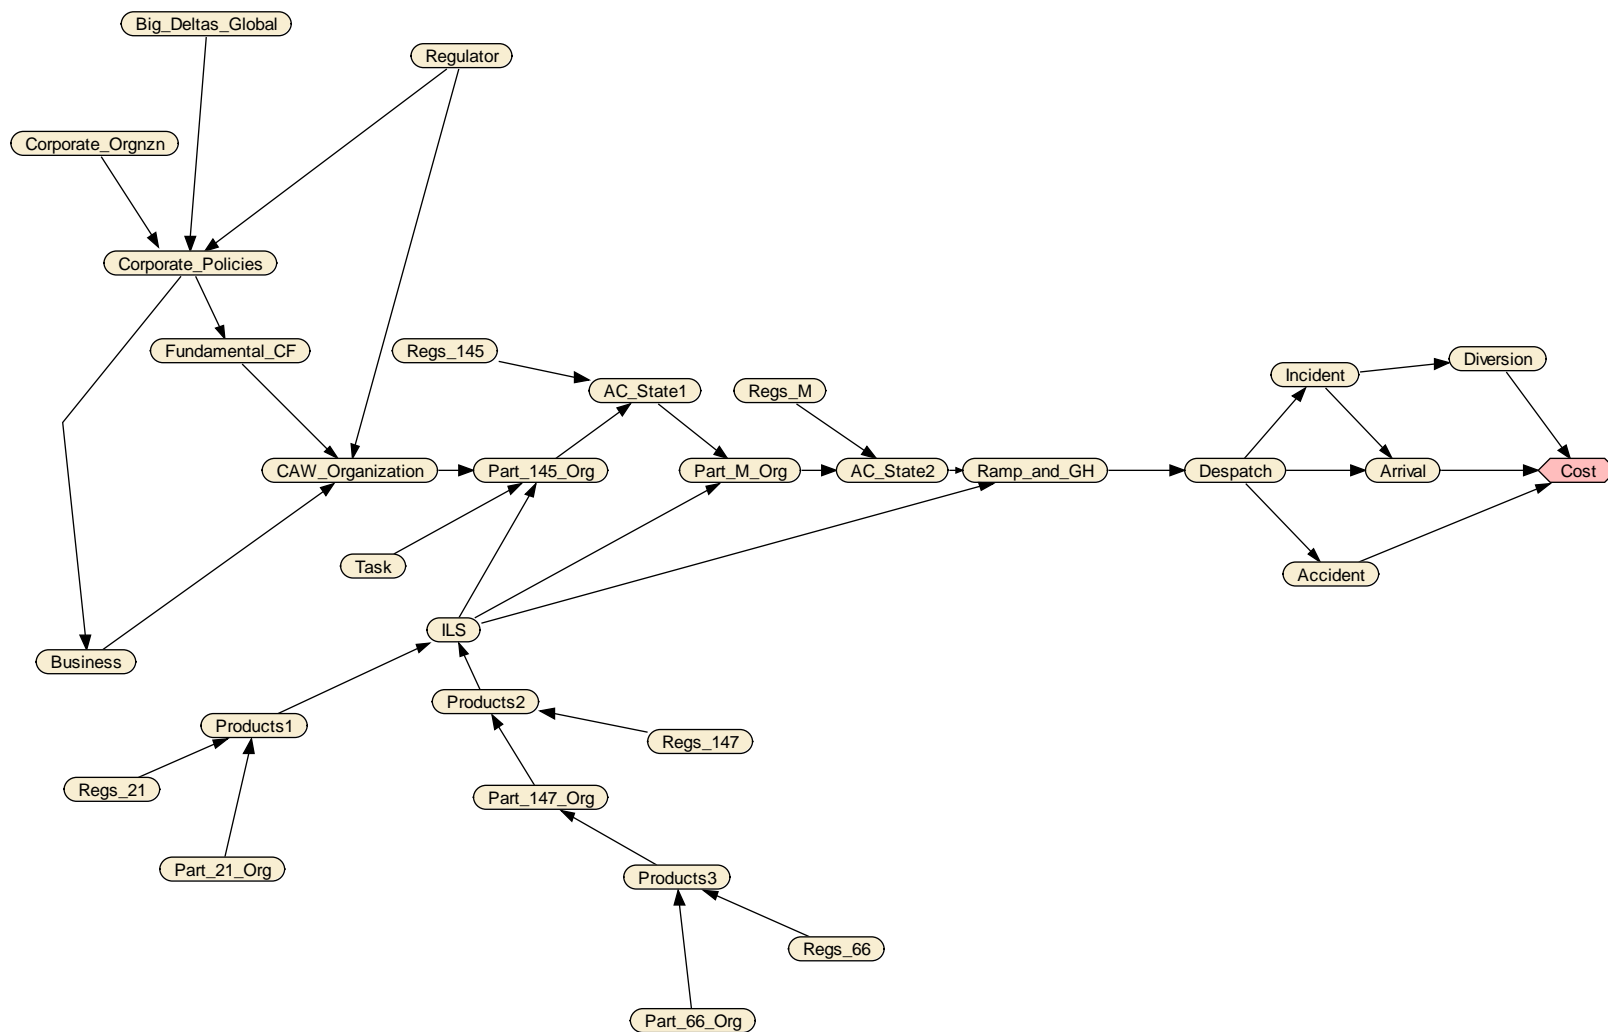 Big_Deltas_Global
Regulator
Corporate_Orgnzn
Corporate_Policies
Fundamental_CF
Regs_145
Diversion
Incident
AC_State1
Regs_M
CAW_Organization
Part_145_Org
Part_M_Org
AC_State2
Ramp_and_GH
Despatch
Arrival
Cost
Task
Accident
ILS
Business
Products2
Products1
Regs_147
Regs_21
Part_147_Org
Part_21_Org
Products3
Regs_66
Part_66_Org